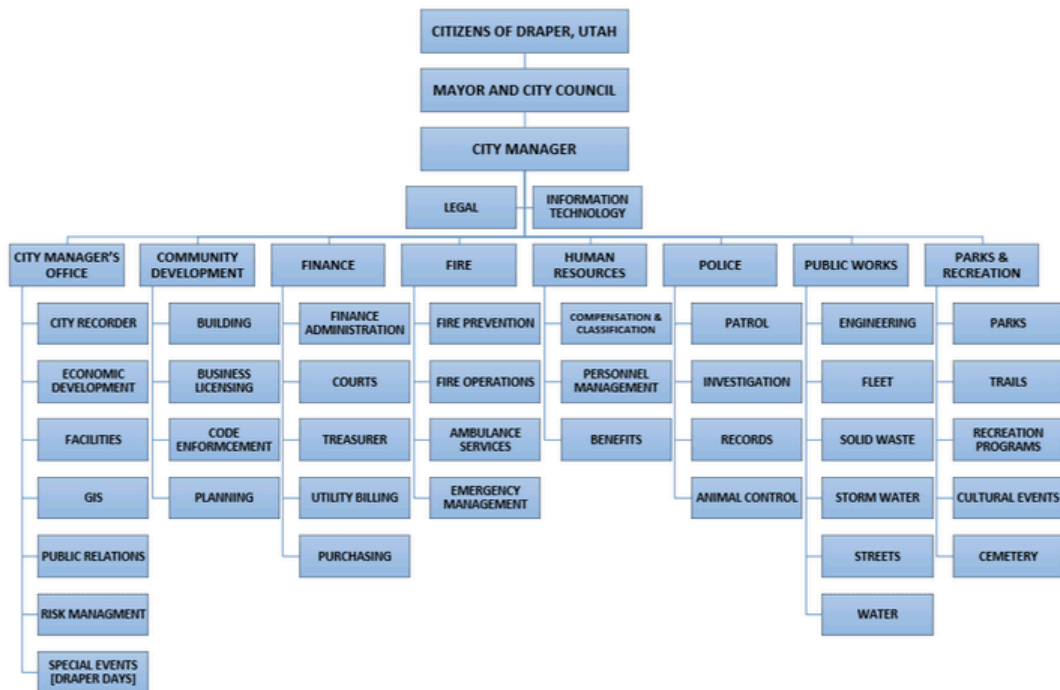 CITIZENS OF DRAPER, UTAH
MAYOR AND CITY COUNCIL
CITY MANAGER
LEGAL
INFORMATION
TECHNOLOGY
CITY MANAGER'S
OFFICE
COMMUNITY
DEVELOPMENT
FINANCE
FIRE
HUMAN
RESOURCES
POLICE
PUBLIC WORKS
PARKS &
RECREATION
CITY RECORDER
ECONOMIC
DEVELOPMENT
FACILITIES
GIS
PUBLIC RELATIONS
RISK MANAGMENT
SPECIAL EVENTS
[DRAPER DAYS]
BUILDING
BUSINESS
LICENSING
CODE
ENFORMCEMENT
PLANNING
FINANCE
ADMINISTRATION
COURTS
TREASURER
UTILITY BILLING
PURCHASING
FIRE PREVENTION
FIRE OPERATIONS
AMBULANCE
SERVICES
EMERGENCY
MANAGEMENT
COMPENSATION &
CLASSIFICATION
PERSONNEL
MANAGEMENT
BENEFITS
PATROL
INVESTIGATION
RECORDS
ANIMAL CONTROL
ENGINEERING
FLEET
SOLID WASTE
STORM WATER
STREETS
WATER
PARKS
TRAILS
RECREATION
PROGRAMS
CULTURAL EVENTS
CEMETERY